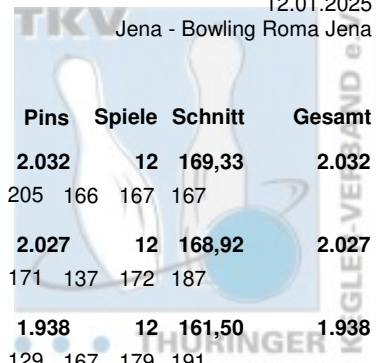 12.01.2025
TKV
Jena - Bowling Roma Jena
Pins Spiele Schnitt Gesamt
2.032 12 169,33 2.032
205 166 167 167
2.027 12 168,92 2.027
171 137 172 187
1.938 12 161,50 1.938
129 167 179 191
THÜRINGER
KEGLER-VERBAND e.V.